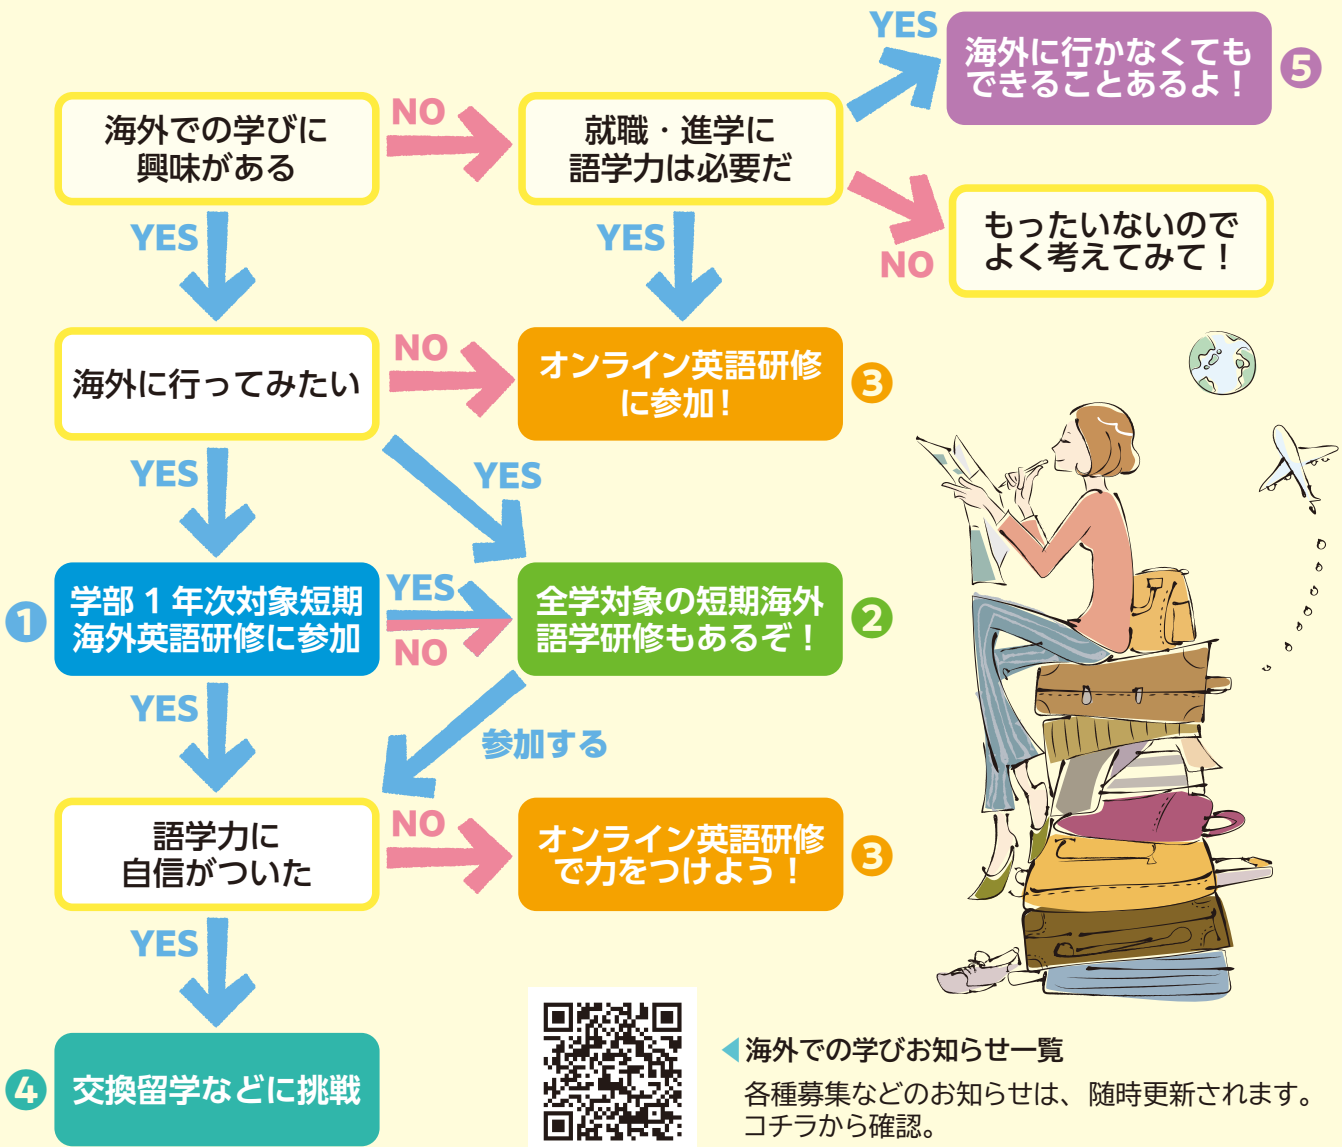 YES
海外に行かなくても
できることあるよ！
5
海外での学びに
興味がある
NO
就職・進学に
語学力は必要だ
YES
YES
NO
もったいないので
よく考えてみて！
海外に行ってみたい
NO
オンライン英語研修
に参加！
3
YES
YES
1
学部１年次対象短期
海外英語研修に参加
YES
NO
全学対象の短期海外
語学研修もあるぞ！
2
YES
参加する
語学力に
自信がついた
NO
オンライン英語研修
で力をつけよう！
3
YES
4
交換留学などに挑戦
海外での学びお知らせ一覧
各種募集などのお知らせは、随時更新されます。
コチラから確認。